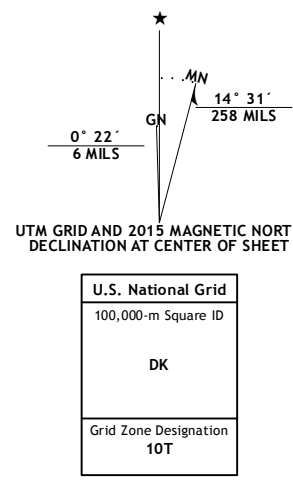 ★
MN
14° 31´
258 MILS
GN
0° 22´
6 MILS
UTM GRID AND 2015 MAGNETIC NORT
DECLINATION AT CENTER OF SHEET
U.S. National Grid
100,000-m Square ID
DK
Grid Zone Designation
10T